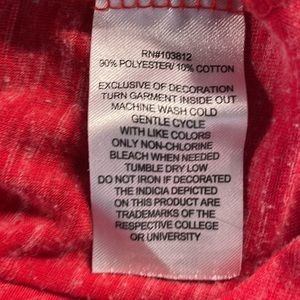 RN#103812
90% POLYESTER/ 10% COTTON
EXCLUSIVE OF DECORATION
TURN GARMENT INSIDE OUT
MACHINE WASH COLD
GENTLE CYCLE
WITH LIKE COLORS
ONLY NON-CHLORINE
BLEACH WHEN NEEDED
TUMBLE DRY LOW
DO NOT IRON IF DECORATED
THE INDICIA DEPICTED
ON THIS PRODUCT ARE
TRADEMARKS OF THE
RESPECTIVE COLLEGE
OR UNIVERSITY